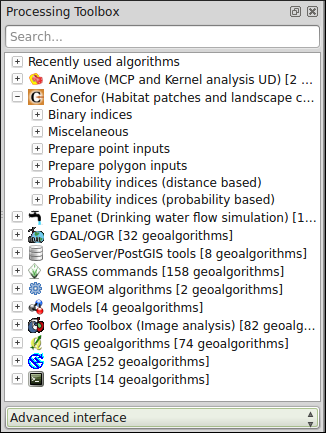 Processing Toolbox
Search...
Recently used algorithms
AniMove (MCP and Kernel analysis UD) [2 ...
Conefor (Habitat patches and landscape c...
Binary indices
Miscelaneous
Prepare point inputs
Prepare polygon inputs
Probability indices (distance based)
Probability indices (probability based)
Epanet (Drinking water flow simulation) [1...
GDAL/OGR [32 geoalgorithms]
GeoServer/PostGIS tools [8 geoalgorithms]
GRASS commands [158 geoalgorithms]
LWGEOM algorithms [2 geoalgorithms]
Models [4 geoalgorithms]
Orfeo Toolbox (Image analysis) [82 geoalg...
QGIS geoalgorithms [74 geoalgorithms]
SAGA [252 geoalgorithms]
Scripts [14 geoalgorithms]
Advanced interface